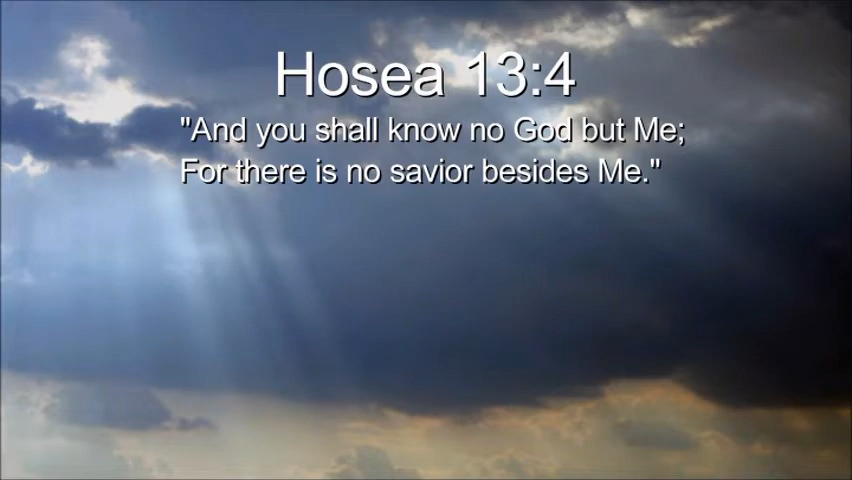 Hosea 13:4
"And you shall know no God but Me;
For there is no savior besides Me."